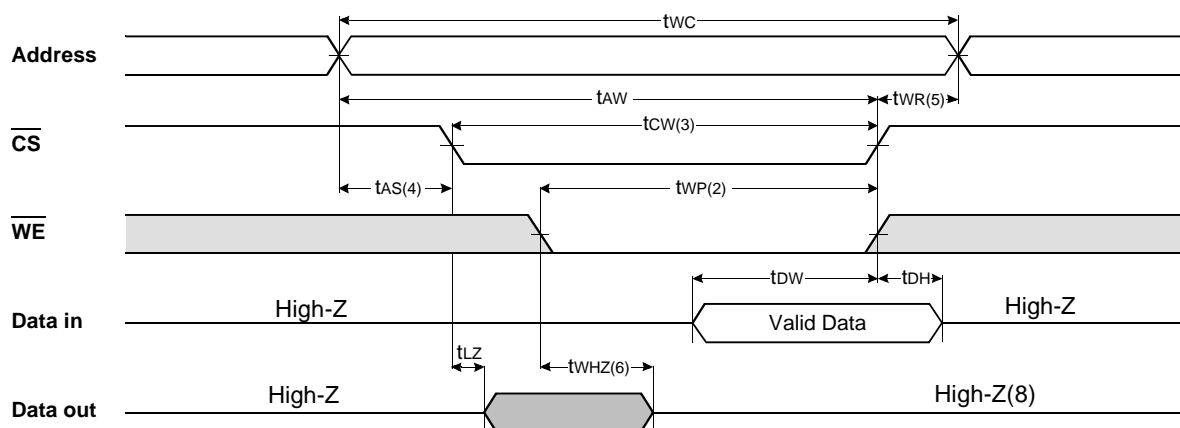 tWC
Address
tAW
tWR(5)
tCW(3)
CS
tAS(4)
tWP(2)
WE
tDW
tDH
High-Z
High-Z
Data in
Valid Data
tLZ
tWHZ(6)
High-Z
High-Z(8)
Data out